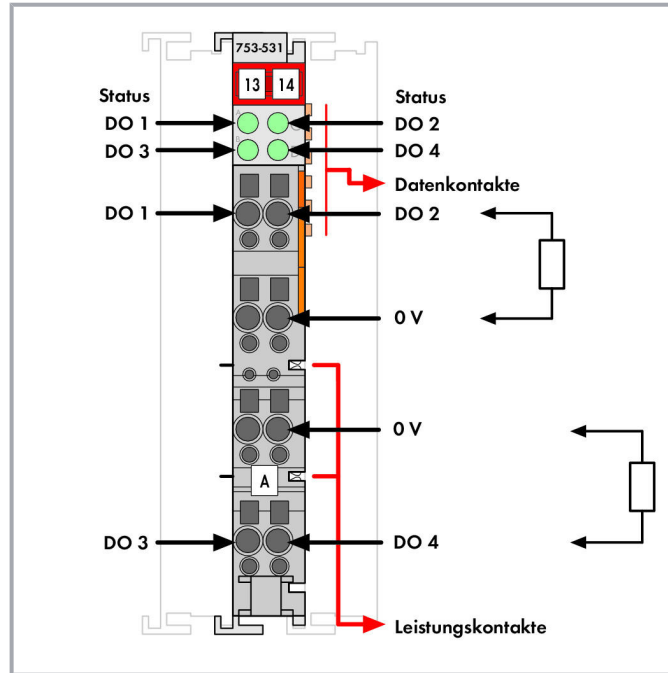 753-531
13 14
Status Status
DO 1 DO 2
DO 3 DO 4
Datenkontakte
DO 1 DO 2
0 V
0 V
A
DO 3 DO 4
Leistungskontakte